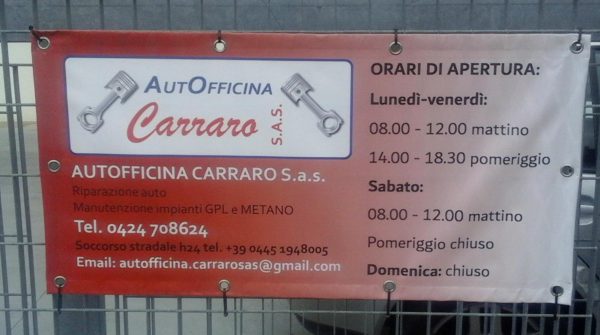 AUTOFFICINA
Carraro S.A.S.
AUTOFFICINA CARRARO S.a.s.
Riparazione auto
Manutenzione impianti GPL e METANO
Tel. 0424 708624
Soccorso stradale h24 tel. +39 0445 1948005
Email: autofficina.carrarosas@gmail.com
ORARI DI APERTURA:
Lunedì-venerdì:
08.00 - 12.00 mattino
14.00 - 18.30 pomeriggio
Sabato:
08.00 - 12.00 mattino
Pomeriggio chiuso
Domenica: chiuso